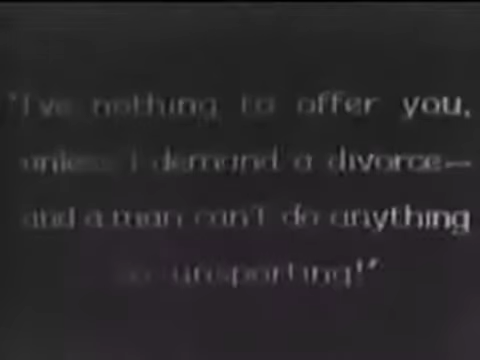 "I've nothing to offer you,
unless I demand a divorce—
and a man can't do anything
so unsporting!"